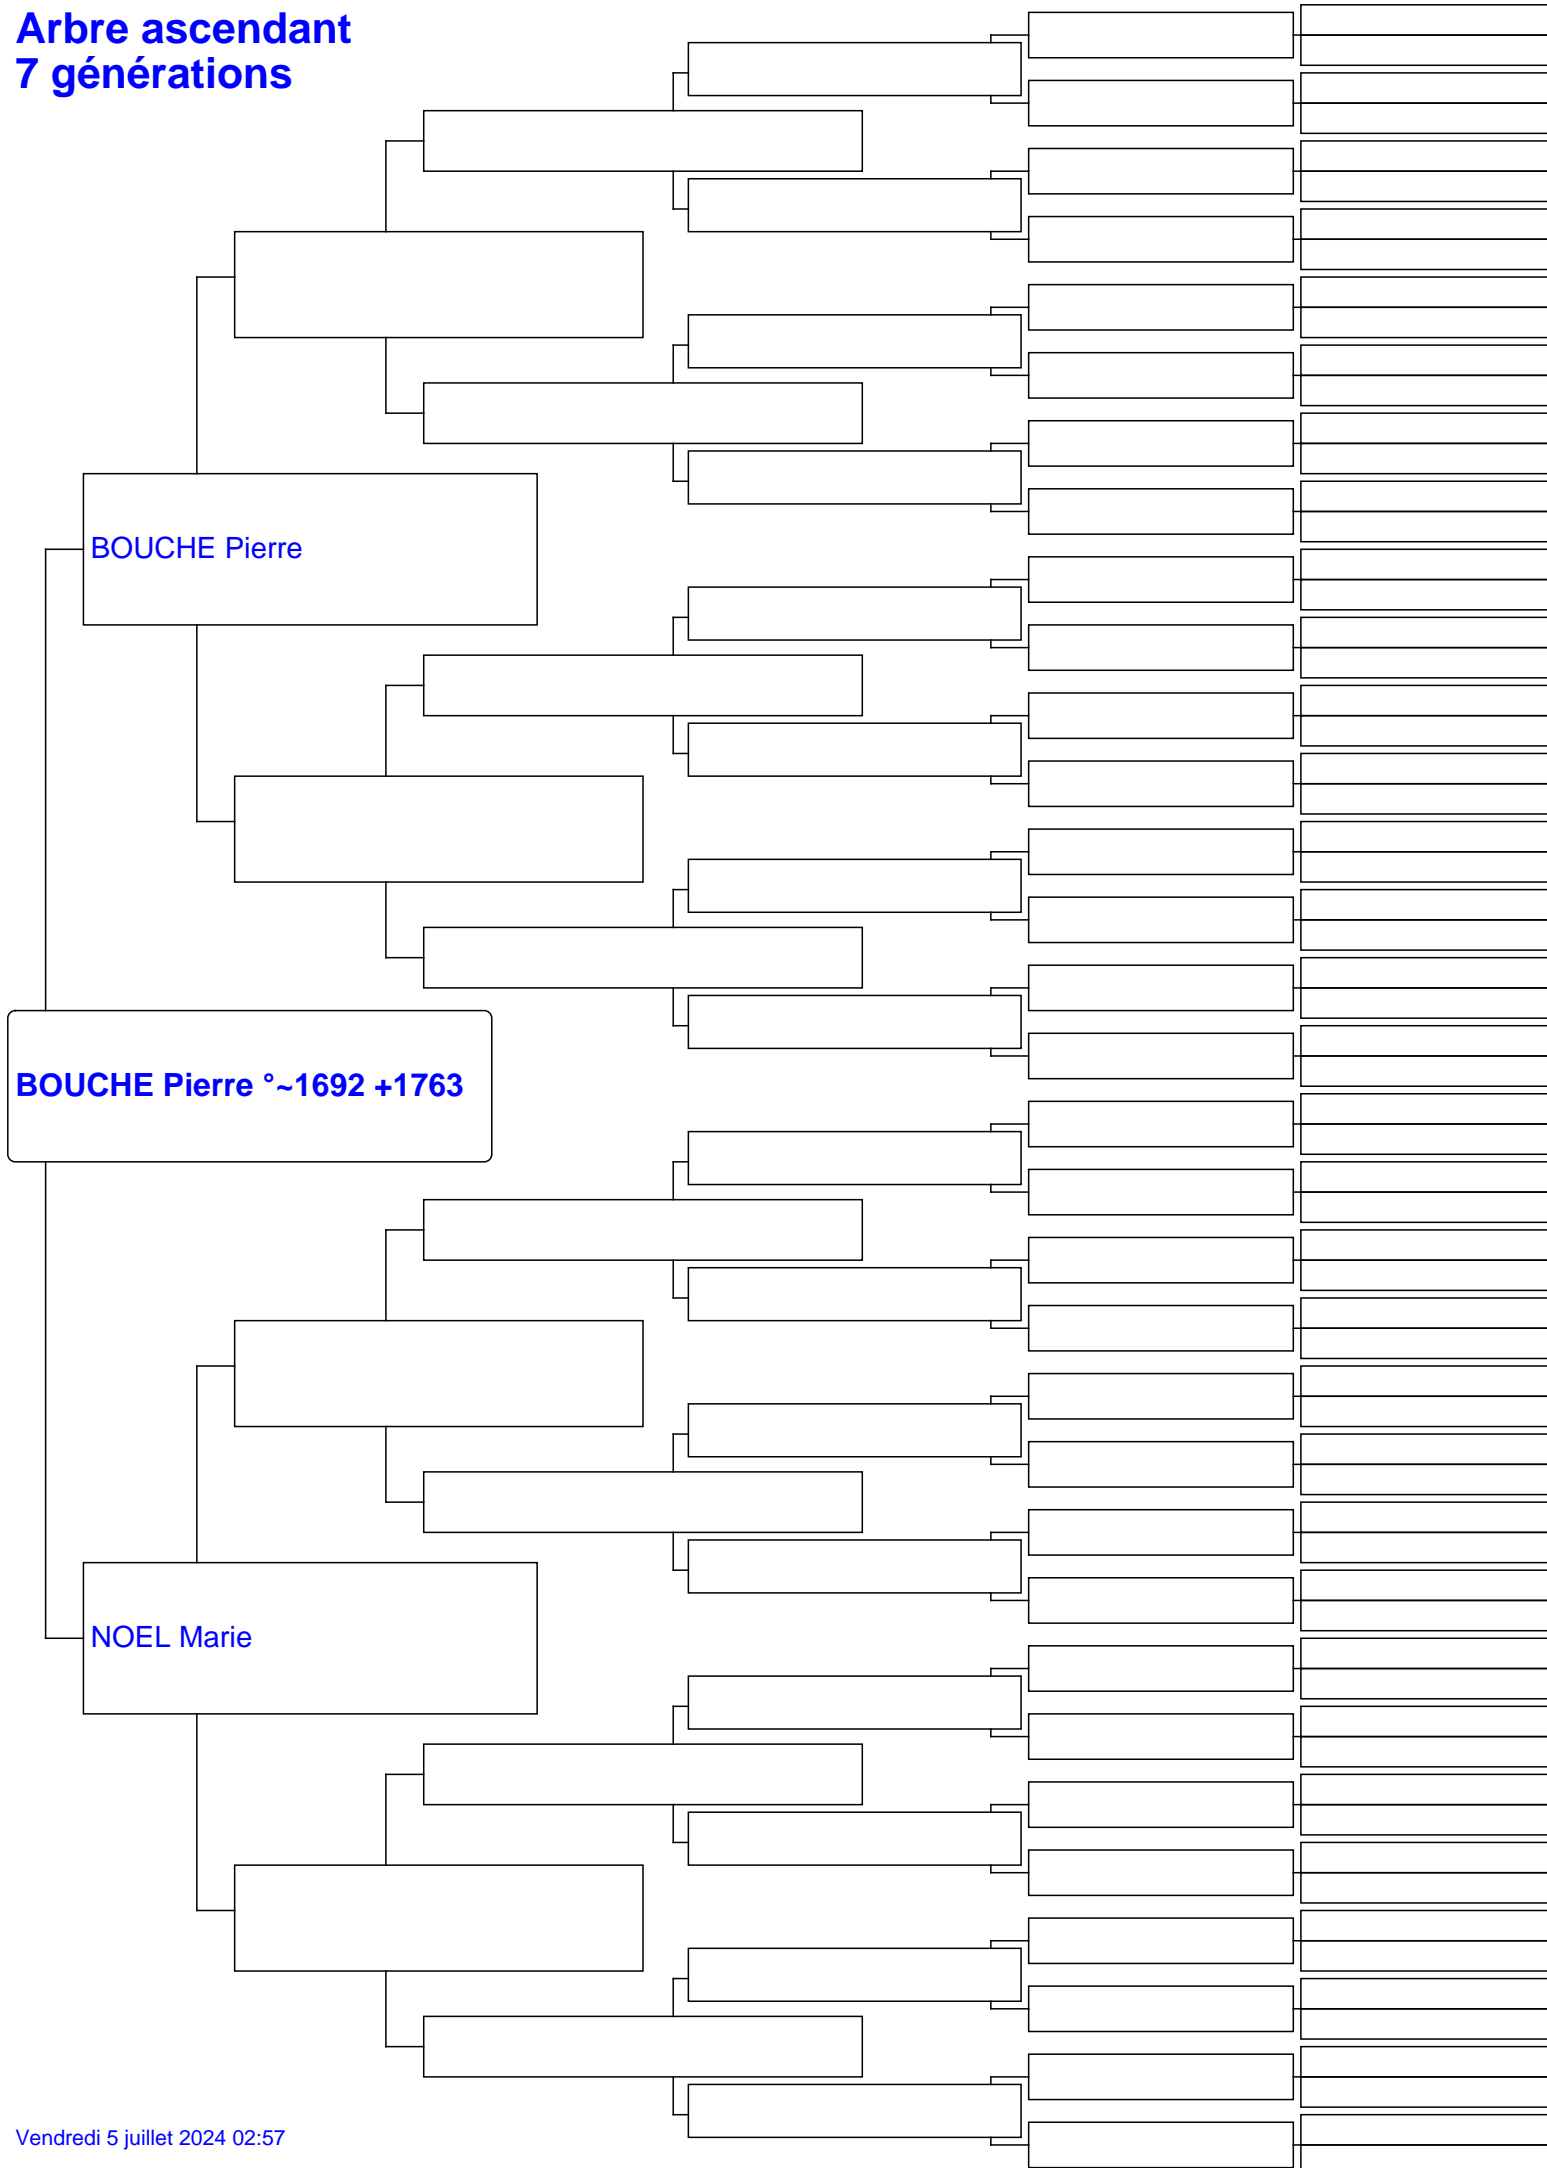 Arbre ascendant
7 générations
BOUCHE Pierre
BOUCHE Pierre °~1692 +1763
NOEL Marie
Vendredi 5 juillet 2024 02:57